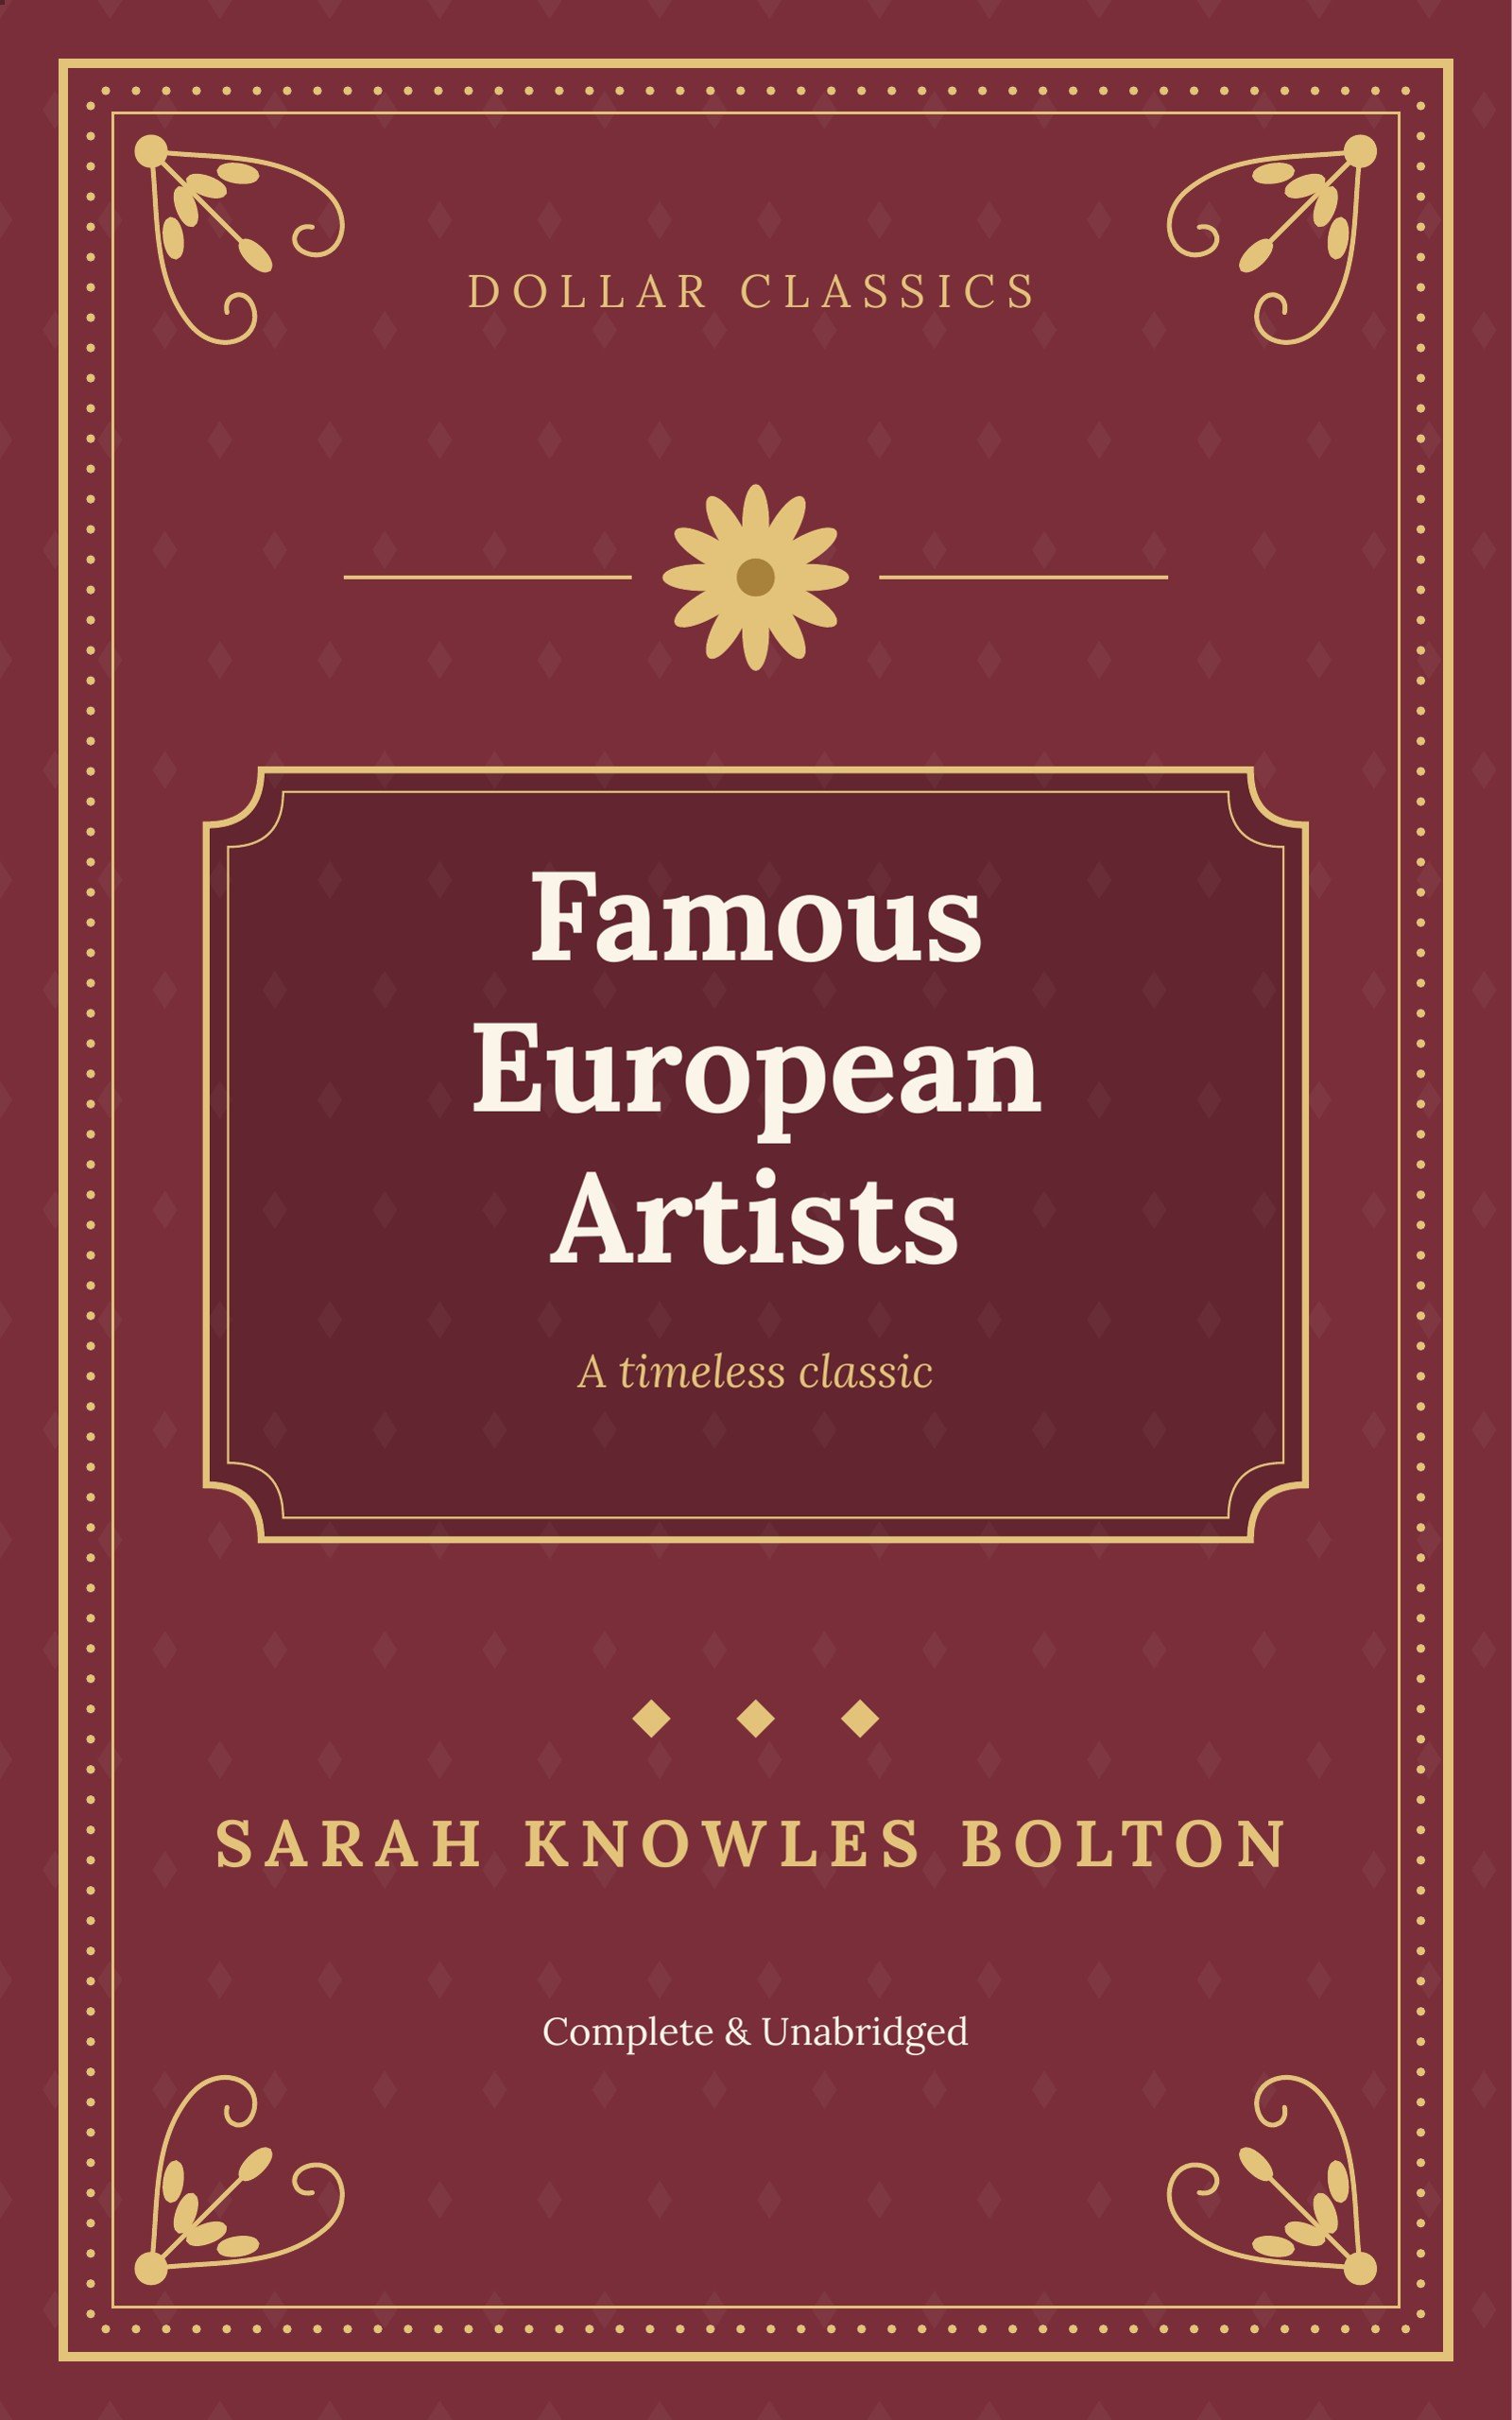 DOLLAR CLASSICS
Famous
European
Artists
A timeless classic
SARAH KNOWLES BOLTON
Complete & Unabridged